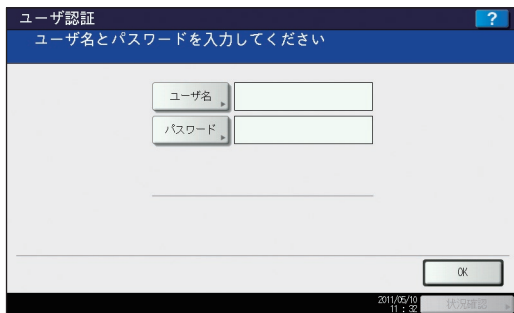 ユーザ認証
?
ユーザ名とパスワードを入力してください
ユーザ名
パスワード
OK
2011/05/10
11 : 32
状況確認